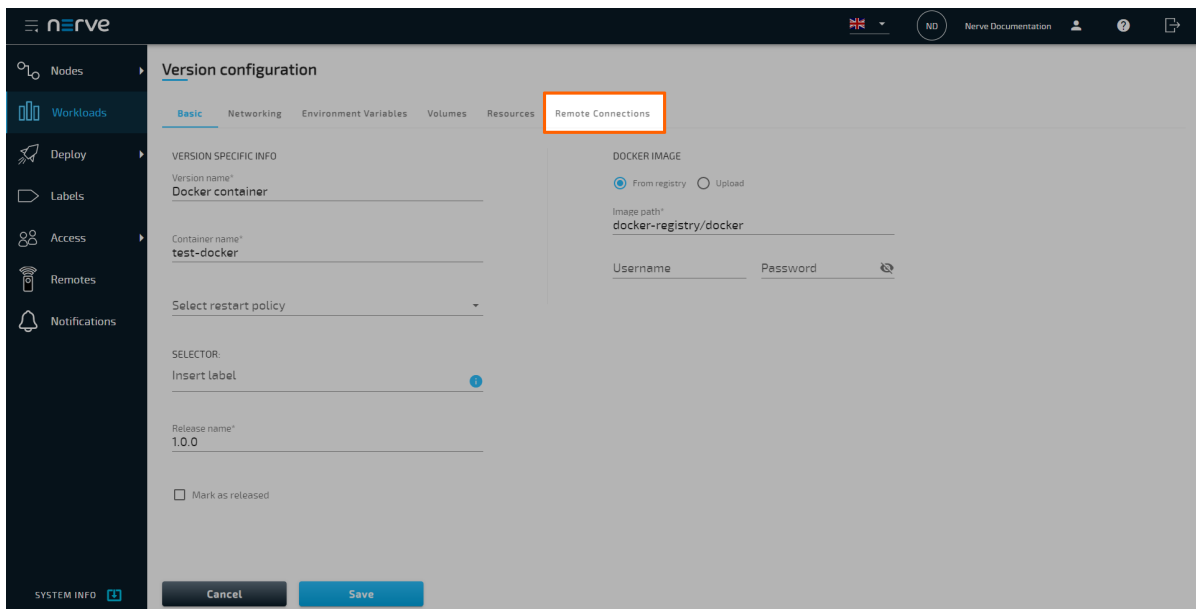 nerve
ND
Nerve Documentation
Nodes
Workloads
Deploy
Labels
Access
Remotes
Notifications
SYSTEM INFO
Version configuration
Basic Networking Environment Variables Volumes Resources Remote Connections
VERSION SPECIFIC INFO
Version name*
Docker container
Container name*
test-docker
Select restart policy
SELECTOR:
Insert label
Release name*
1.0.0
Mark as released
DOCKER IMAGE
From registry Upload
Image path*
docker-registry/docker
Username Password
Cancel Save